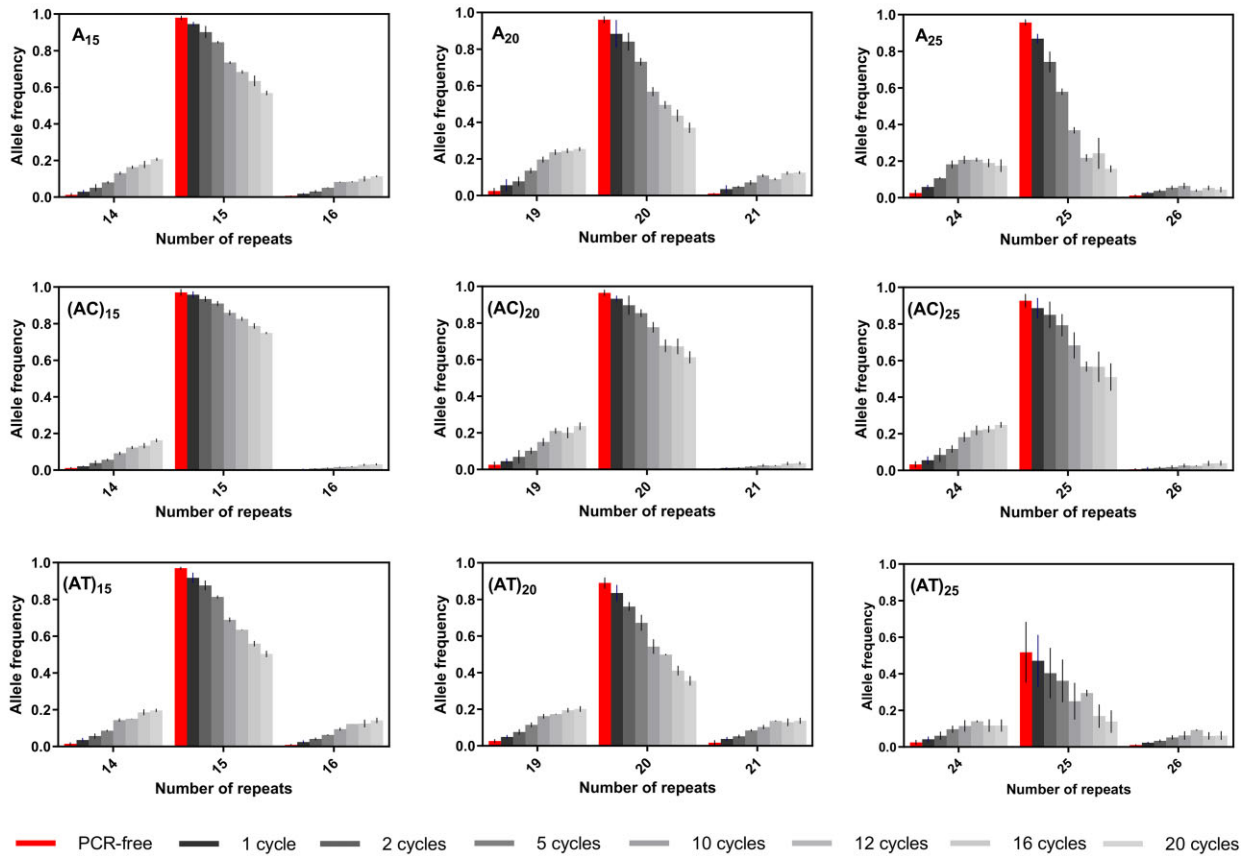 A15
Allele frequency
1.0
0.8
0.6
0.4
0.2
0.0
14
15
16
Number of repeats
A20
Allele frequency
1.0
0.8
0.6
0.4
0.2
0.0
19
20
21
Number of repeats
A25
Allele frequency
1.0
0.8
0.6
0.4
0.2
0.0
24
25
26
Number of repeats
(AC)15
Allele frequency
1.0
0.8
0.6
0.4
0.2
0.0
14
15
16
Number of repeats
(AC)20
Allele frequency
1.0
0.8
0.6
0.4
0.2
0.0
19
20
21
Number of repeats
(AC)25
Allele frequency
1.0
0.8
0.6
0.4
0.2
0.0
24
25
26
Number of repeats
(AT)15
Allele frequency
1.0
0.8
0.6
0.4
0.2
0.0
14
15
16
Number of repeats
(AT)20
Allele frequency
1.0
0.8
0.6
0.4
0.2
0.0
19
20
21
Number of repeats
(AT)25
Allele frequency
1.0
0.8
0.6
0.4
0.2
0.0
24
25
26
Number of repeats
PCR-free 1 cycle 2 cycles 5 cycles 10 cycles 12 cycles 16 cycles 20 cycles